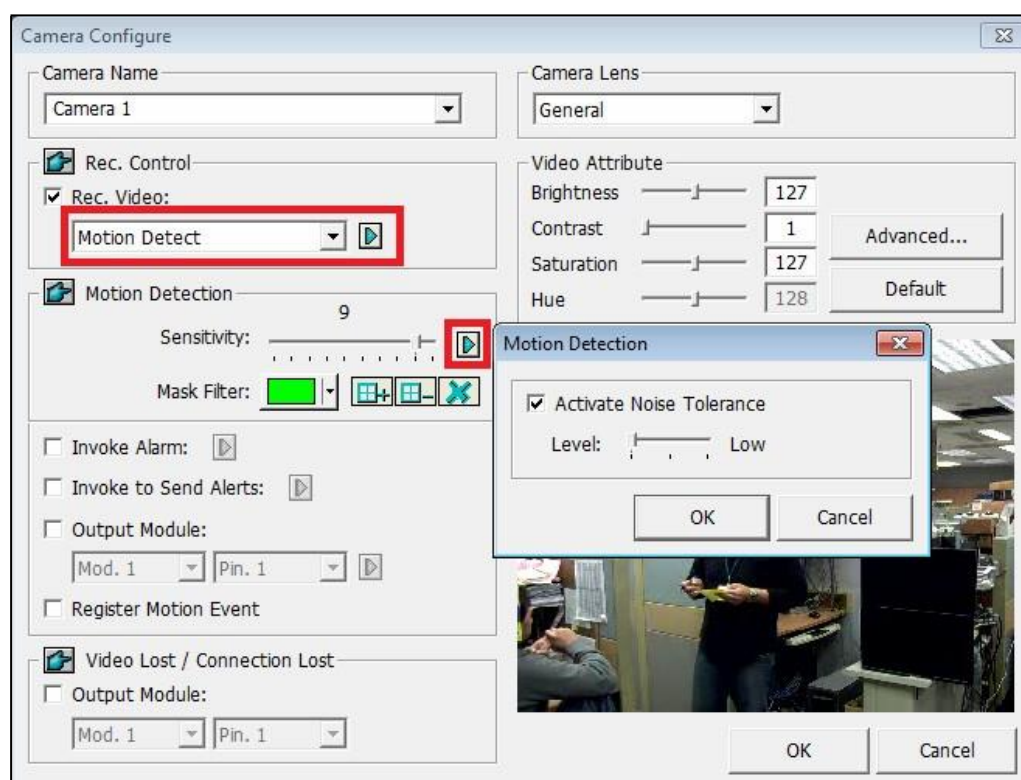 Camera Configure
Camera Name
Camera 1
Rec. Control
Rec. Video:
Motion Detect
Motion Detection
9
Sensitivity:
Mask Filter:
Invoke Alarm:
Invoke to Send Alerts:
Output Module:
Mod. 1 Pin. 1
Register Motion Event
Video Lost / Connection Lost
Output Module:
Mod. 1 Pin. 1
Camera Lens
General
Video Attribute
Brightness 127
Contrast 1
Saturation 127
Hue 128
Advanced...
Default
Motion Detection
Activate Noise Tolerance
Level: Low
OK Cancel
OK Cancel